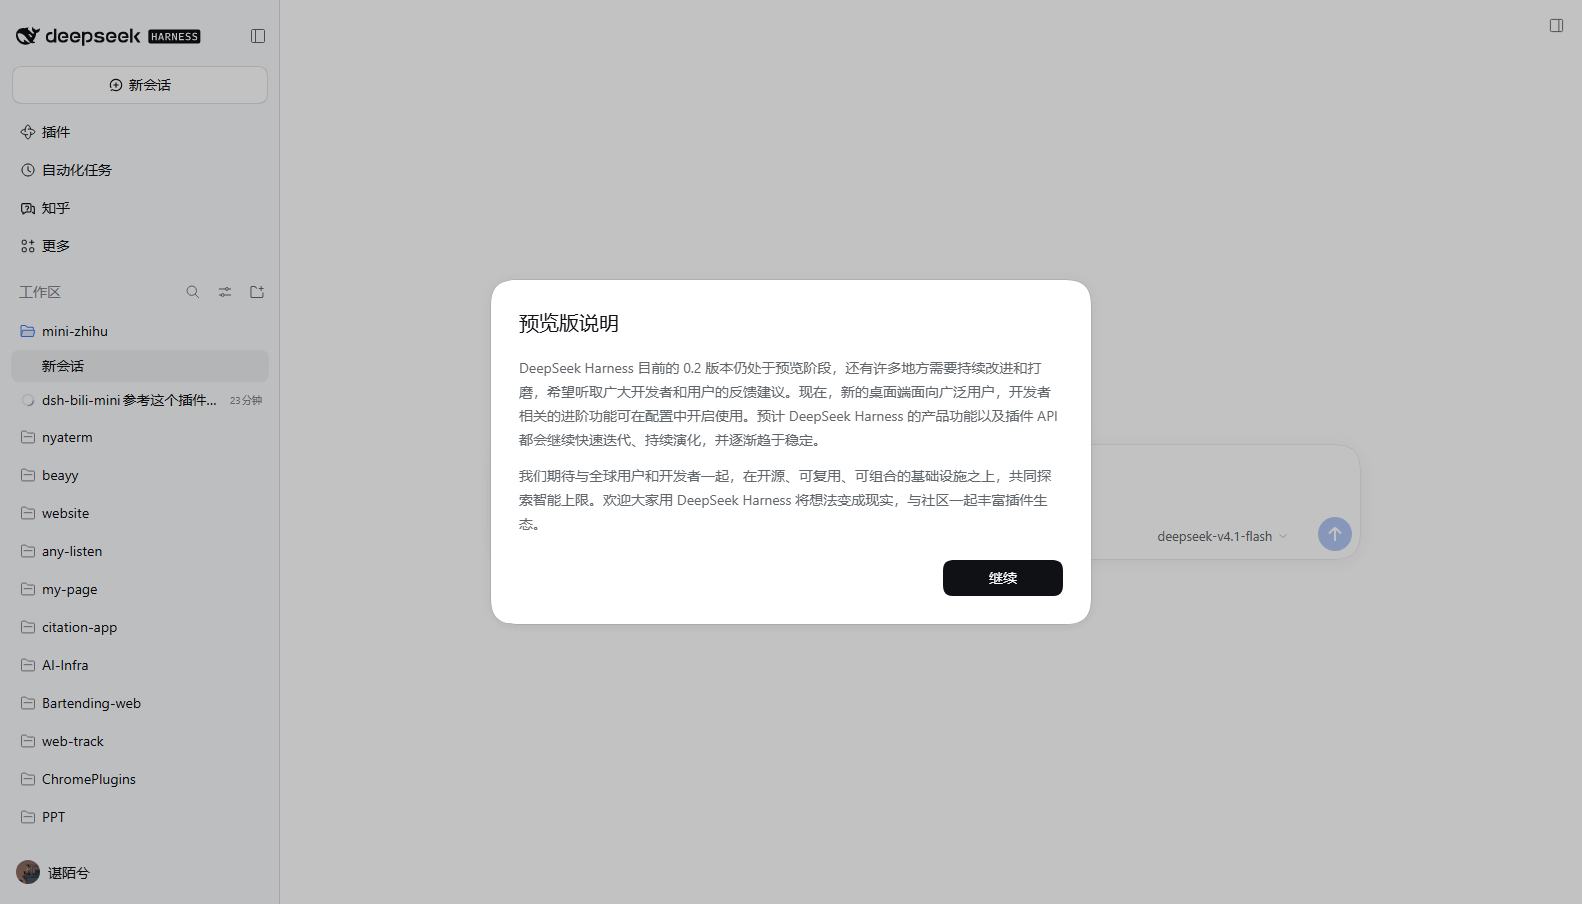 deepseek HARNESS
新会话
插件
自动化任务
知乎
更多
工作区
mini-zhihu
新会话
dsh-bili-mini 参考这个插件... 23分钟
nyaterm
beayy
website
any-listen
my-page
citation-app
AI-Infra
Bartending-web
web-track
ChromePlugins
PPT
谌陌兮
预览版说明
DeepSeek Harness 目前的 0.2 版本仍处于预览阶段，还有许多地方需要持续改进和打
磨，希望听取广大开发者和用户的反馈建议。现在，新的桌面端面向广泛用户，开发者
相关的进阶功能可在配置中开启使用。预计 DeepSeek Harness 的产品功能以及插件 API
都会继续快速迭代、持续演化，并逐渐趋于稳定。
我们期待与全球用户和开发者一起，在开源、可复用、可组合的基础设施之上，共同探
索智能上限。欢迎大家用 DeepSeek Harness 将想法变成现实，与社区一起丰富插件生
态。
继续
deepseek-v4.1-flash